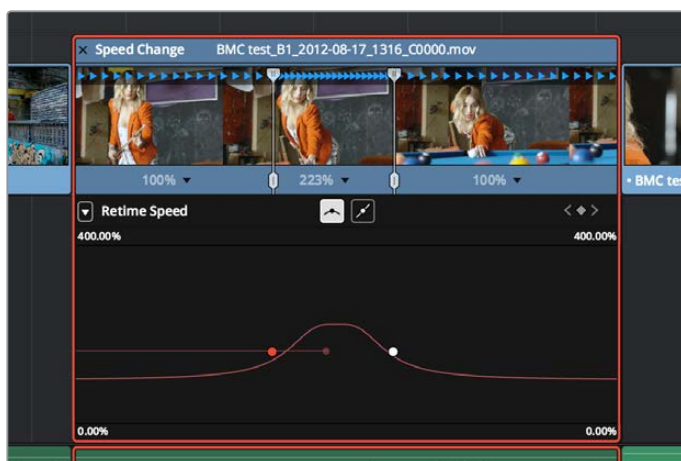 Speed Change BMC test_B1_2012-08-17_1316_C0000.mov
100% 223% 100%
• BMC tes
Retime Speed
400.00% 400.00%
0.00% 0.00%